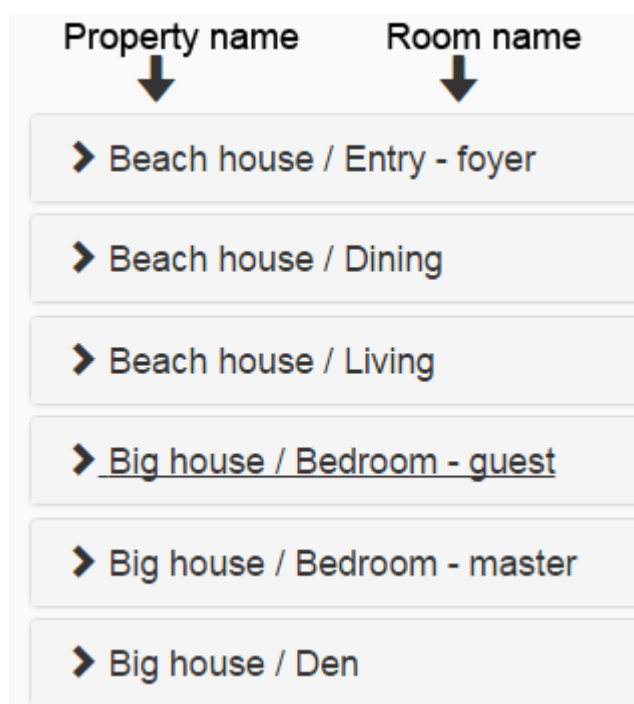 Property name Room name
Beach house / Entry - foyer
Beach house / Dining
Beach house / Living
Big house / Bedroom - guest
Big house / Bedroom - master
Big house / Den